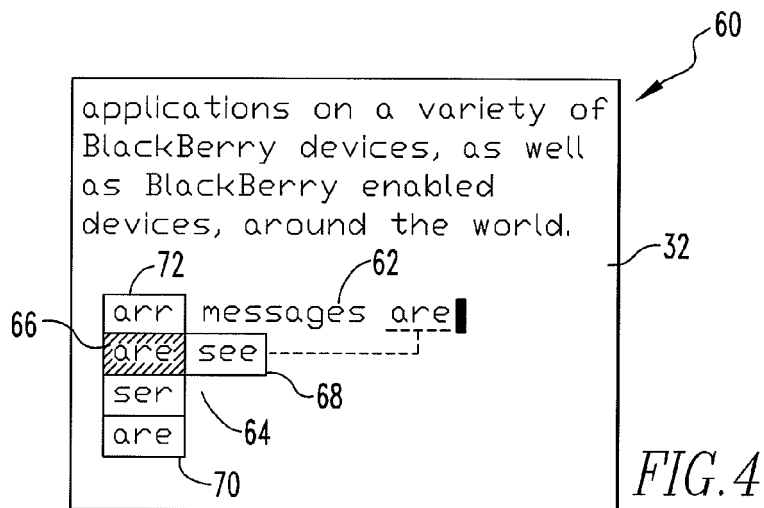 60
applications on a variety of
BlackBerry devices, as well
as BlackBerry enabled
devices, around the world.
32
72
62
arr messages are
66
are see
68
ser
64
are
70
FIG.4